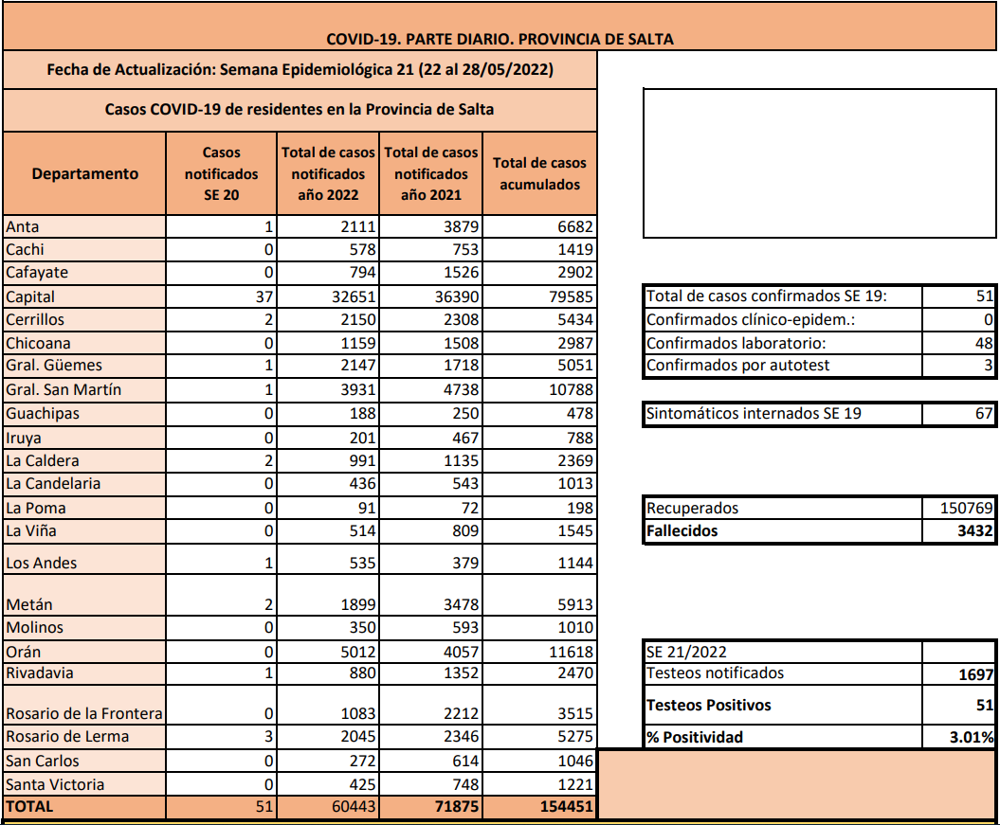 COVID-19. PARTE DIARIO. PROVINCIA DE SALTA
Fecha de Actualización: Semana Epidemiológica 21 (22 al 28/05/2022)
Casos COVID-19 de residentes en la Provincia de Salta
Departamento Casos notificados SE 20 Total de casos notificados año 2022 Total de casos notificados año 2021 Total de casos acumulados
Anta 1 2111 3879 6682
Cachi 0 578 753 1419
Cafayate 0 794 1526 2902
Capital 37 32651 36390 79585
Cerrillos 2 2150 2308 5434
Chicoana 0 1159 1508 2987
Gral. Güemes 1 2147 1718 5051
Gral. San Martín 1 3931 4738 10788
Guachipas 0 188 250 478
Iruya 0 201 467 788
La Caldera 2 991 1135 2369
La Candelaria 0 436 543 1013
La Poma 0 91 72 198
La Viña 0 514 809 1545
Los Andes 1 535 379 1144
Metán 2 1899 3478 5913
Molinos 0 350 593 1010
Orán 0 5012 4057 11618
Rivadavia 1 880 1352 2470
Rosario de la Frontera 0 1083 2212 3515
Rosario de Lerma 3 2045 2346 5275
San Carlos 0 272 614 1046
Santa Victoria 0 425 748 1221
TOTAL 51 60443 71875 154451
Total de casos confirmados SE 19: 51
Confirmados clínico-epidem.: 0
Confirmados laboratorio: 48
Confirmados por autotest 3
Sintomáticos internados SE 19 67
Recuperados 150769
Fallecidos 3432
SE 21/2022
Testeos notificados 1697
Testeos Positivos 51
% Positividad 3.01%